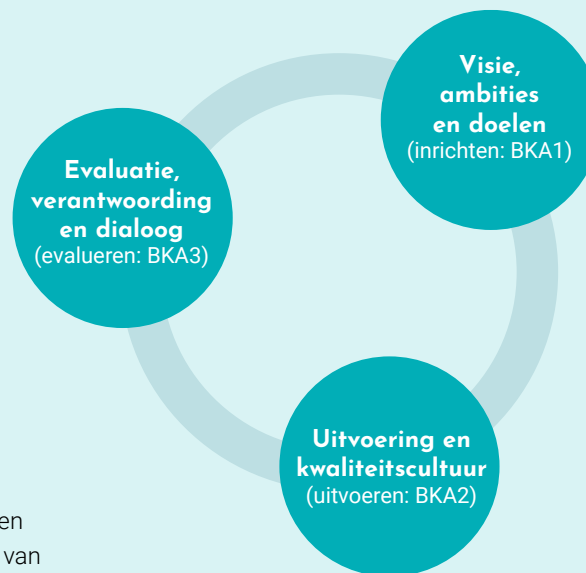 Visie,
ambities
en doelen
(inrichten: BKA1)
Evaluatie,
verantwoording
en dialoog
(evalueren: BKA3)
Uitvoering en
kwaliteitscultuur
(uitvoeren: BKA2)
en
van